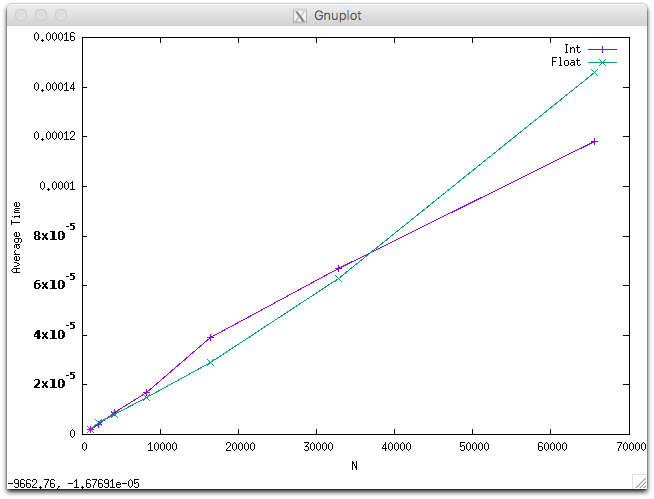 Gnuplot
0.00016
0.00014
0.00012
0.0001
8x10^-5
6x10^-5
4x10^-5
2x10^-5
0
Average Time
Int
Float
0 10000 20000 30000 40000 50000 60000 70000
N
-9662.76, -1.67691e-05